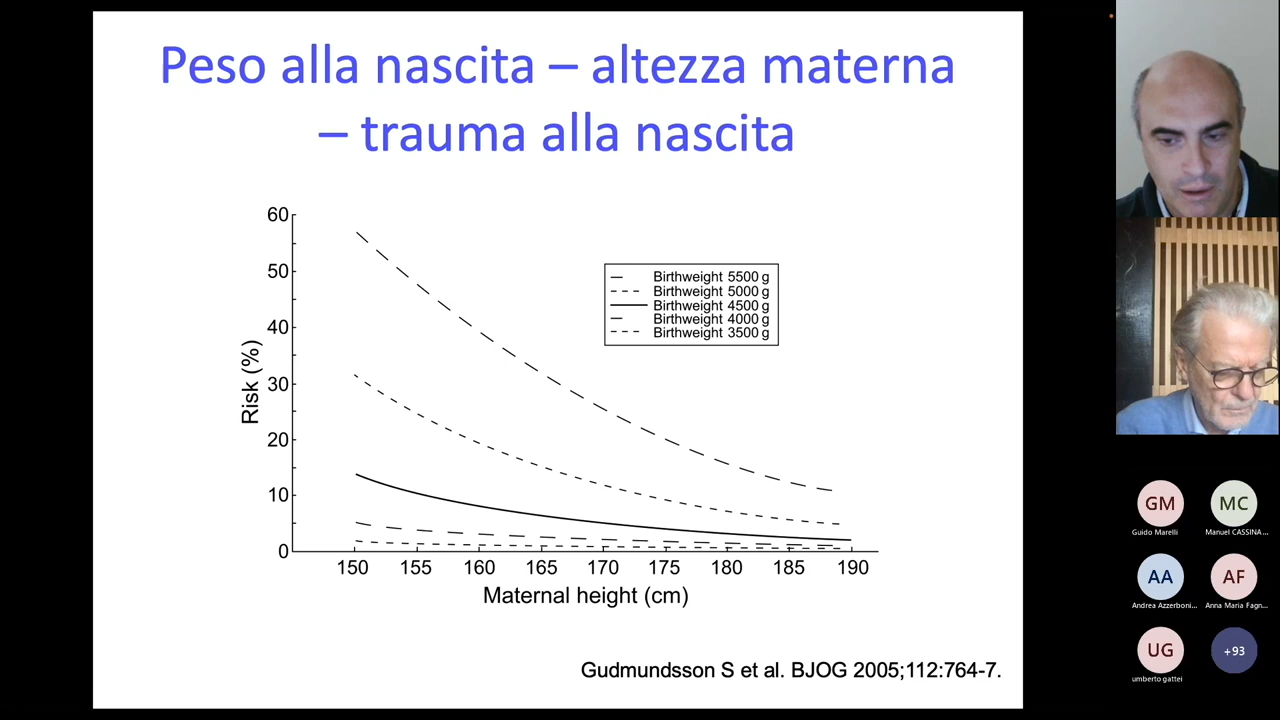 Peso alla nascita – altezza materna
– trauma alla nascita
60
50
40
30
20
10
0
Risk (%)
Birthweight 5500 g
Birthweight 5000 g
Birthweight 4500 g
Birthweight 4000 g
Birthweight 3500 g
150 155 160 165 170 175 180 185 190
Maternal height (cm)
Gudmundsson S et al. BJOG 2005;112:764-7.
GM MC
Guido Marelli Manuel CASSINA...
AA AF
Andrea Azzerboni... Anna Maria Fagn...
UG +93
umberto gattei